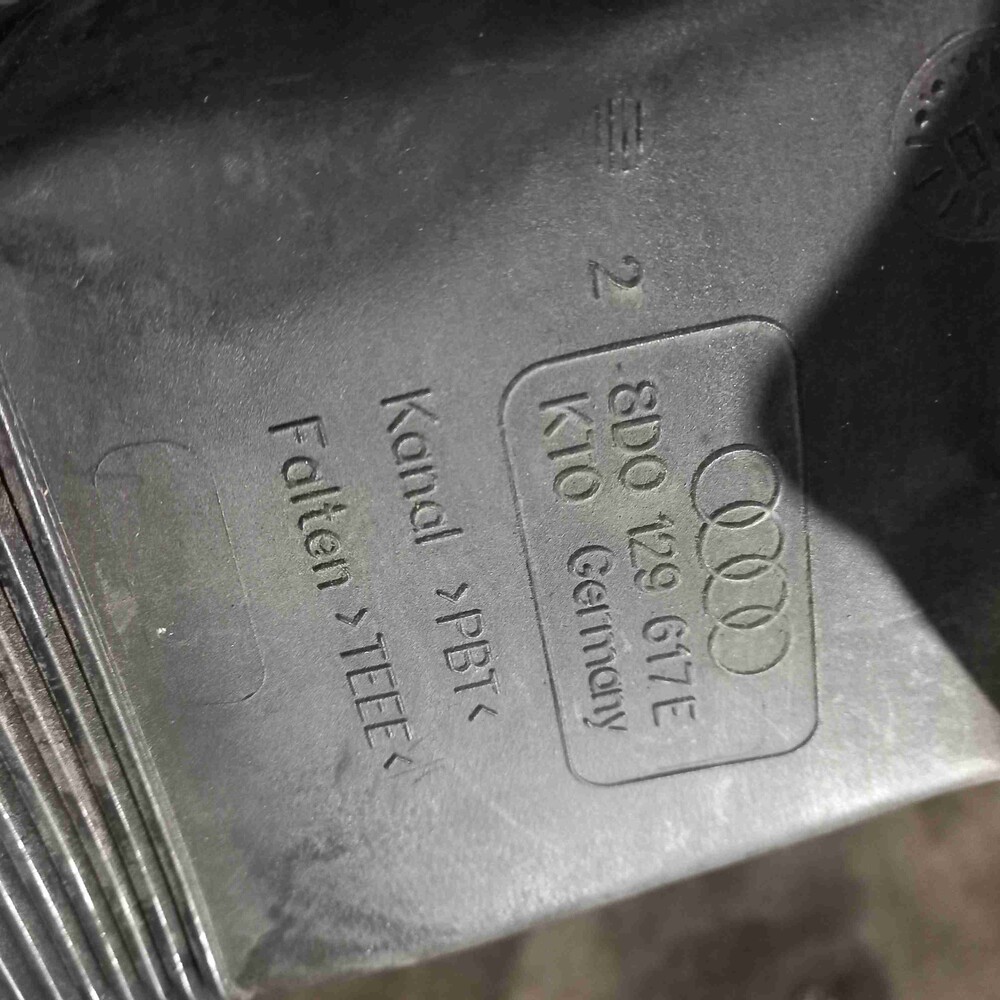 2
8D0 129 617 E
KTO Germany
Kanal >PBT<
Falten >TEEE<